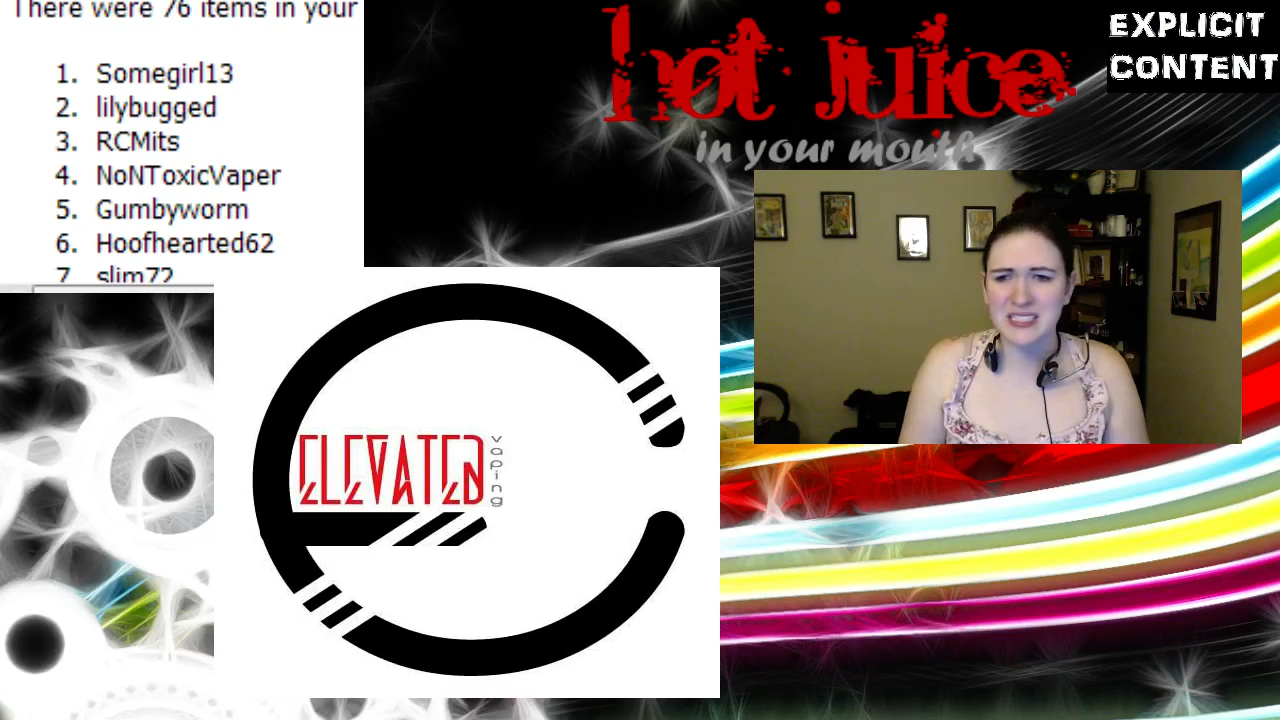 There were 76 items in your
1. Somegirl13
2. lilybugged
3. RCMits
4. NoNToxicVaper
5. Gumbyworm
6. Hoofhearted62
7. slim72
hot juice
in your mouth
EXPLICIT
CONTENT
ELEVATED
vaping